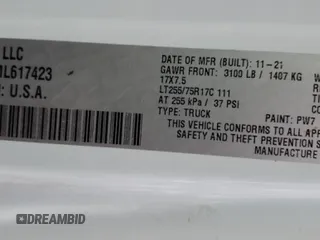 LLC
ML617423
: U.S.A.
DATE OF MFR (BUILT): 11-21
GAWR FRONT: 3100 LB / 1407 KG
17X7.5
LT255/75R17C 111
AT 255 kPa / 37 PSI
TYPE: TRUCK
PAINT: PW7
THIS VEHICLE CONFORMS TO ALL APP
SAFETY AND THEFT PREVENTION S
MANUFACTURE
DREAMBID